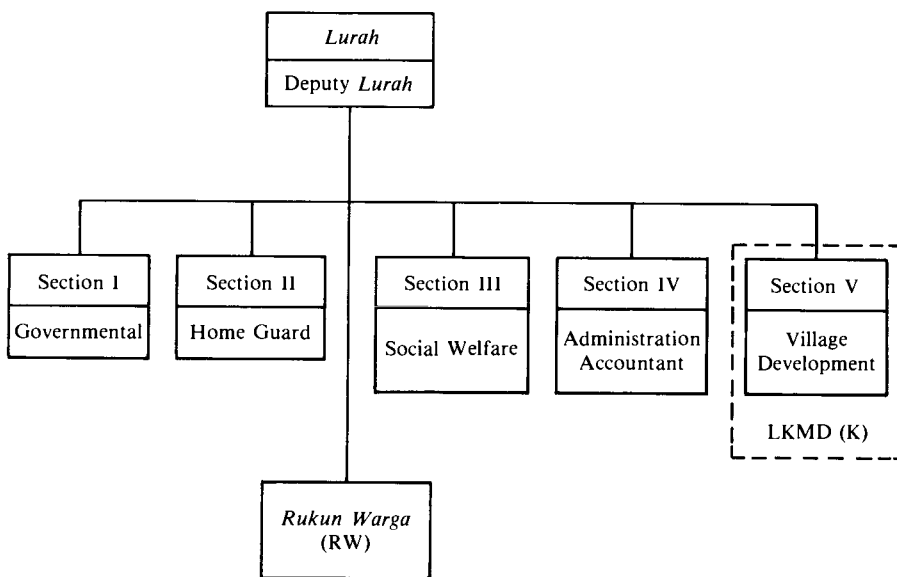 Lurah
Deputy Lurah
Section I
Governmental
Section II
Home Guard
Section III
Social Welfare
Section IV
Administration
Accountant
Section V
Village
Development
LKMD (K)
Rukun Warga
(RW)